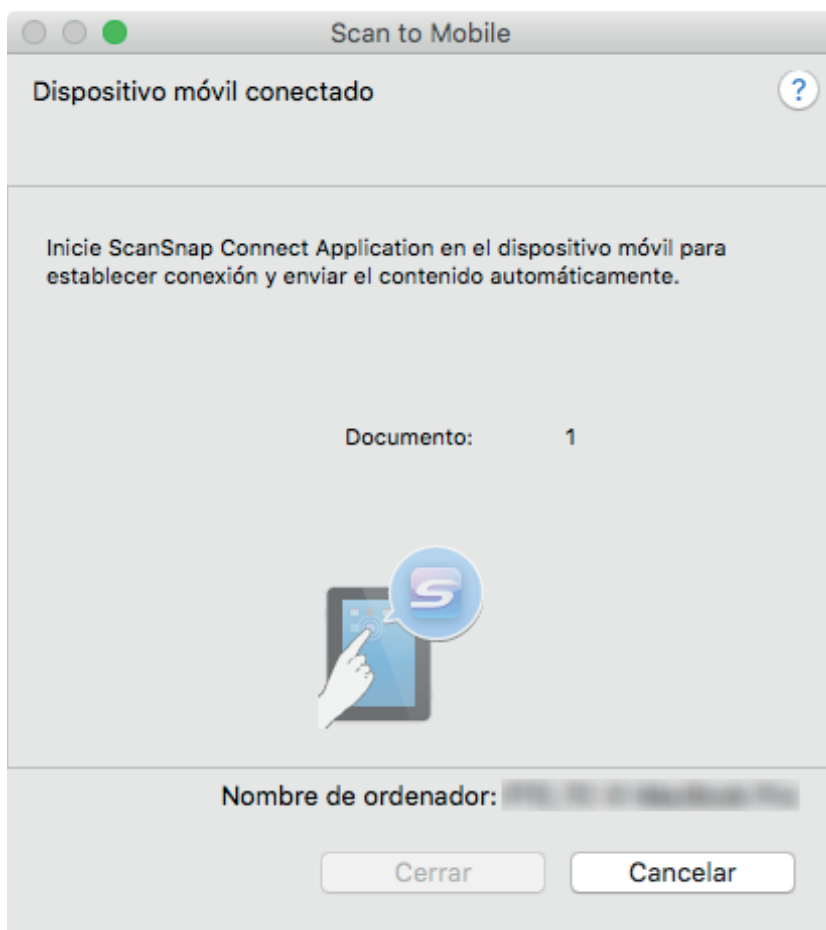 Scan to Mobile
Dispositivo móvil conectado
?
Inicie ScanSnap Connect Application en el dispositivo móvil para
establecer conexión y enviar el contenido automáticamente.
Documento: 1
S
Nombre de ordenador:
Cerrar
Cancelar